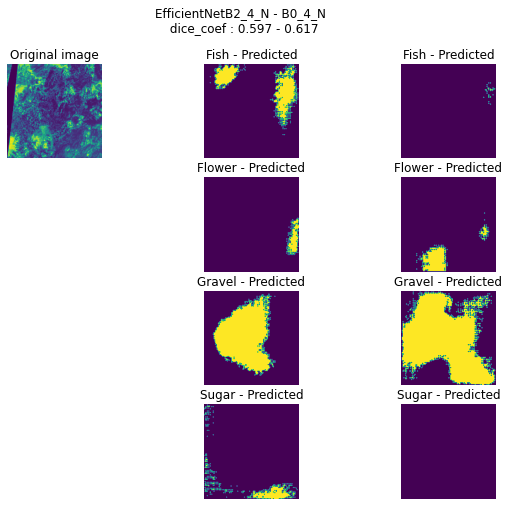 EfficientNetB2_4_N - B0_4_N
dice_coef : 0.597 - 0.617
Original image
Fish - Predicted
Fish - Predicted
Flower - Predicted
Flower - Predicted
Gravel - Predicted
Gravel - Predicted
Sugar - Predicted
Sugar - Predicted